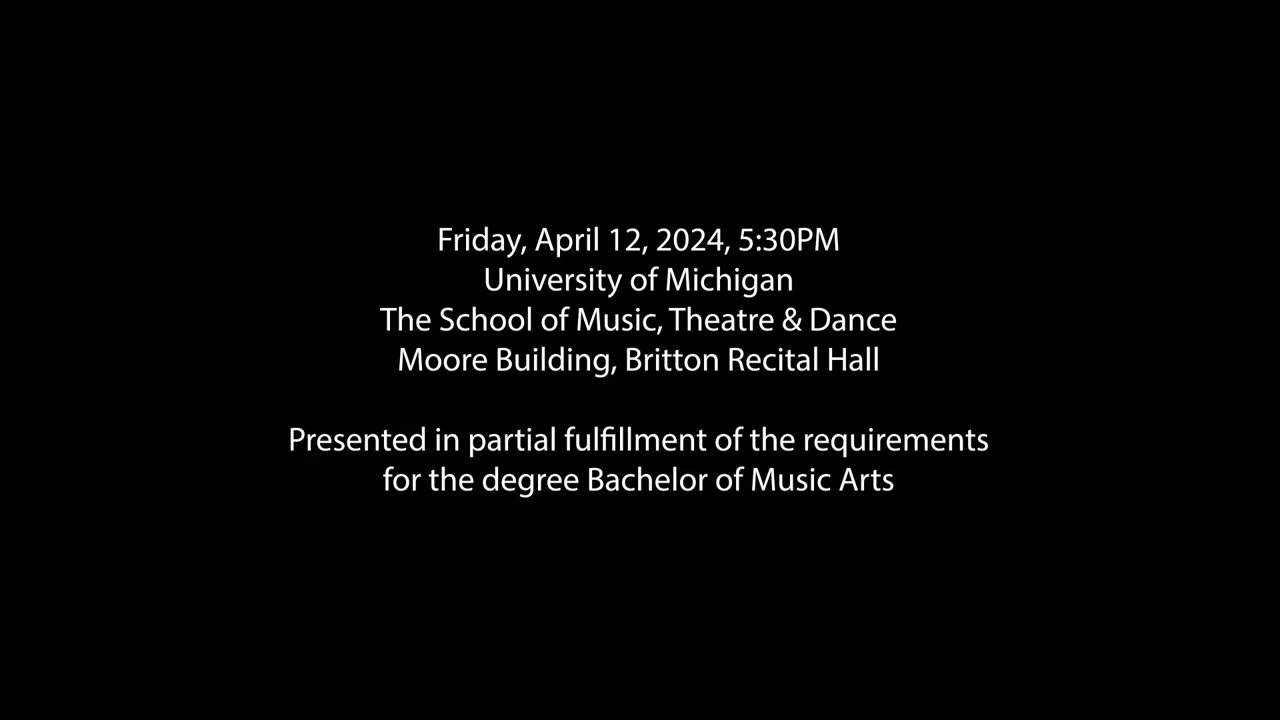 Friday, April 12, 2024, 5:30PM
University of Michigan
The School of Music, Theatre & Dance
Moore Building, Britton Recital Hall
Presented in partial fulfillment of the requirements
for the degree Bachelor of Music Arts